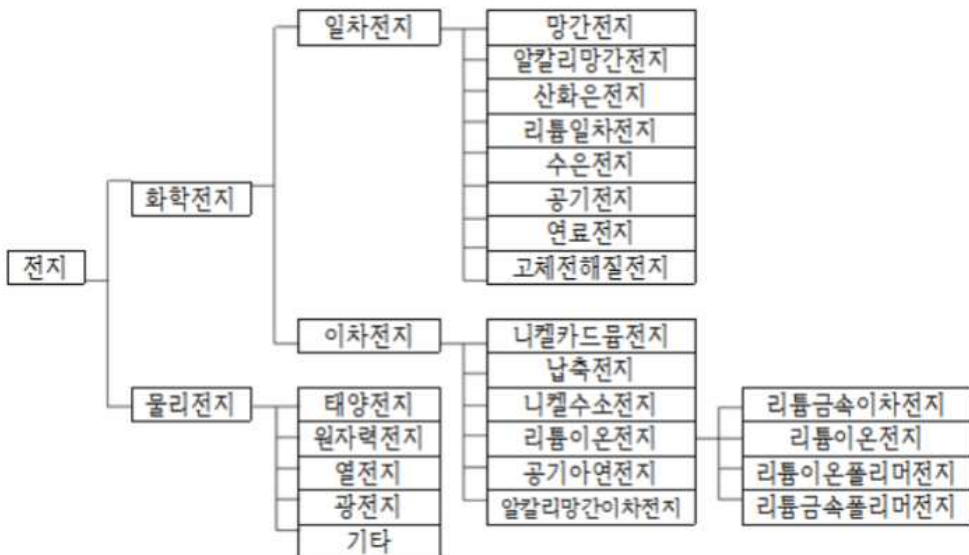 전지
화학전지
일차전지
망간전지
알칼리망간전지
산화은전지
리튬일차전지
수은전지
공기전지
연료전지
고체전해질전지
이차전지
니켈카드뮴전지
납축전지
니켈수소전지
리튬이온전지
공기아연전지
알칼리망간이차전지
리튬금속이차전지
리튬이온전지
리튬이온폴리머전지
리튬금속폴리머전지
물리전지
태양전지
원자력전지
열전지
광전지
기타